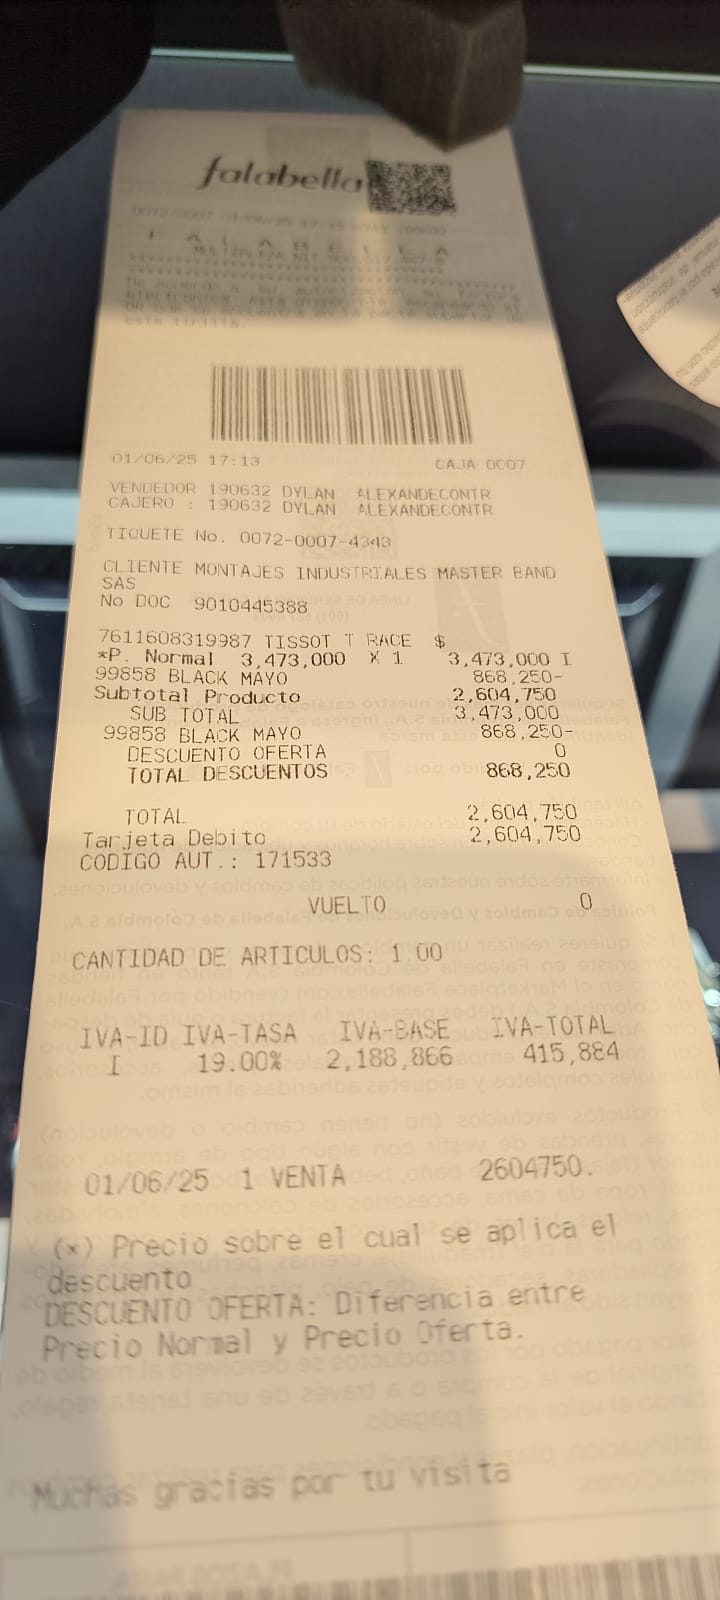 falabella
F A L A B E L L A
De acuerdo a su autorizacion, su factura
01/06/25 17:13 CAJA 0007
VENDEDOR 190632 DYLAN ALEXANDECONTR
CAJERO : 190632 DYLAN ALEXANDECONTR
TIQUETE No. 0072-0007-4343
CLIENTE MONTAJES INDUSTRIALES MASTER BAND
SAS
No DOC 9010445388
7611608319987 TISSOT T RACE $
*P. Normal 3,473,000 X 1 3,473,000 I
99858 BLACK MAYO 868,250-
Subtotal Producto 2,604,750
SUB TOTAL 3,473,000
99858 BLACK MAYO 868,250-
DESCUENTO OFERTA 0
TOTAL DESCUENTOS 868,250
TOTAL 2,604,750
Tarjeta Debito 2,604,750
CODIGO AUT.: 171533
VUELTO 0
CANTIDAD DE ARTICULOS: 1.00
IVA-ID IVA-TASA IVA-BASE IVA-TOTAL
I 19.00% 2,188,866 415,884
01/06/25 1 VENTA 2604750.
(*) Precio sobre el cual se aplica el
descuento
DESCUENTO OFERTA: Diferencia entre
Precio Normal y Precio Oferta.
Muchas gracias por tu visita